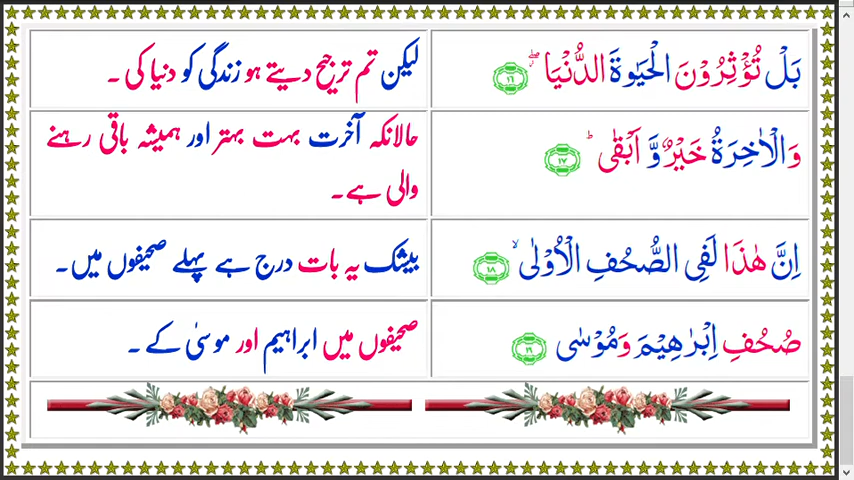 بَلْ تُؤْثِرُوْنَ الْحَيٰوةَ الدُّنْيَا ۖ ۱۶
لیکن تم ترجیح دیتے ہو زندگی کو دنیا کی ۔
وَالْاٰخِرَةُ خَيْرٌ وَّ اَبْقٰى ؕ ۱۷
حالانکہ آخرت بہت بہتر اور ہمیشہ باقی رہنے
والی ہے۔
اِنَّ هٰذَا لَفِى الصُّحُفِ الْاُوْلٰى ۙ ۱۸
بیشک یہ بات درج ہے پہلے صحیفوں میں۔
صُحُفِ اِبْرٰهِيْمَ وَمُوْسٰى ۱۹
صحیفوں میں ابراہیم اور موسیٰ کے ۔